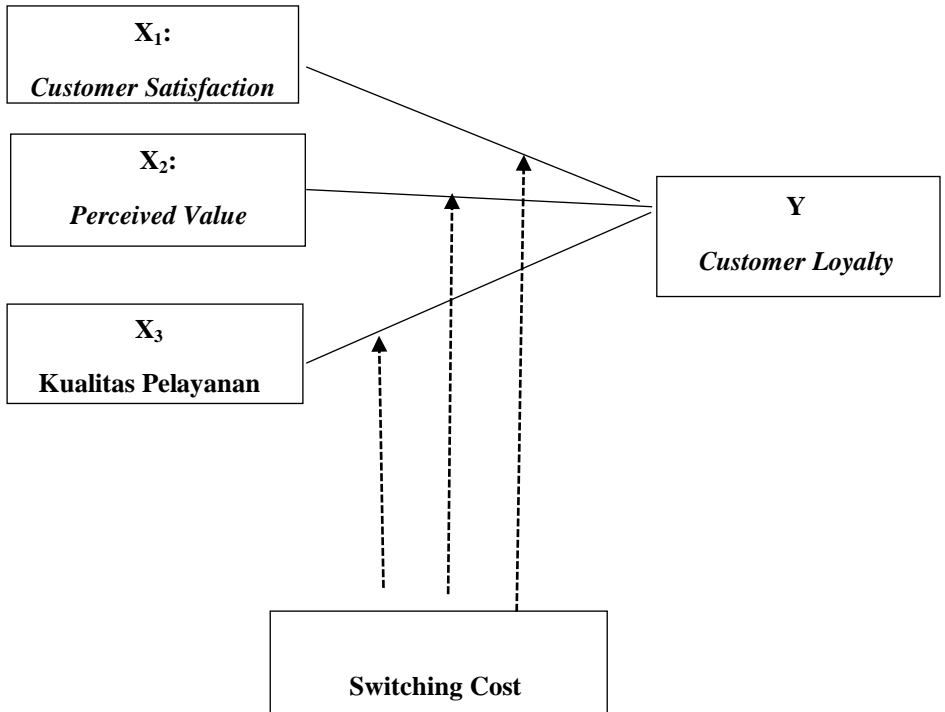 X₁:
Customer Satisfaction
X₂:
Perceived Value
X₃
Kualitas Pelayanan
Y
Customer Loyalty
Switching Cost